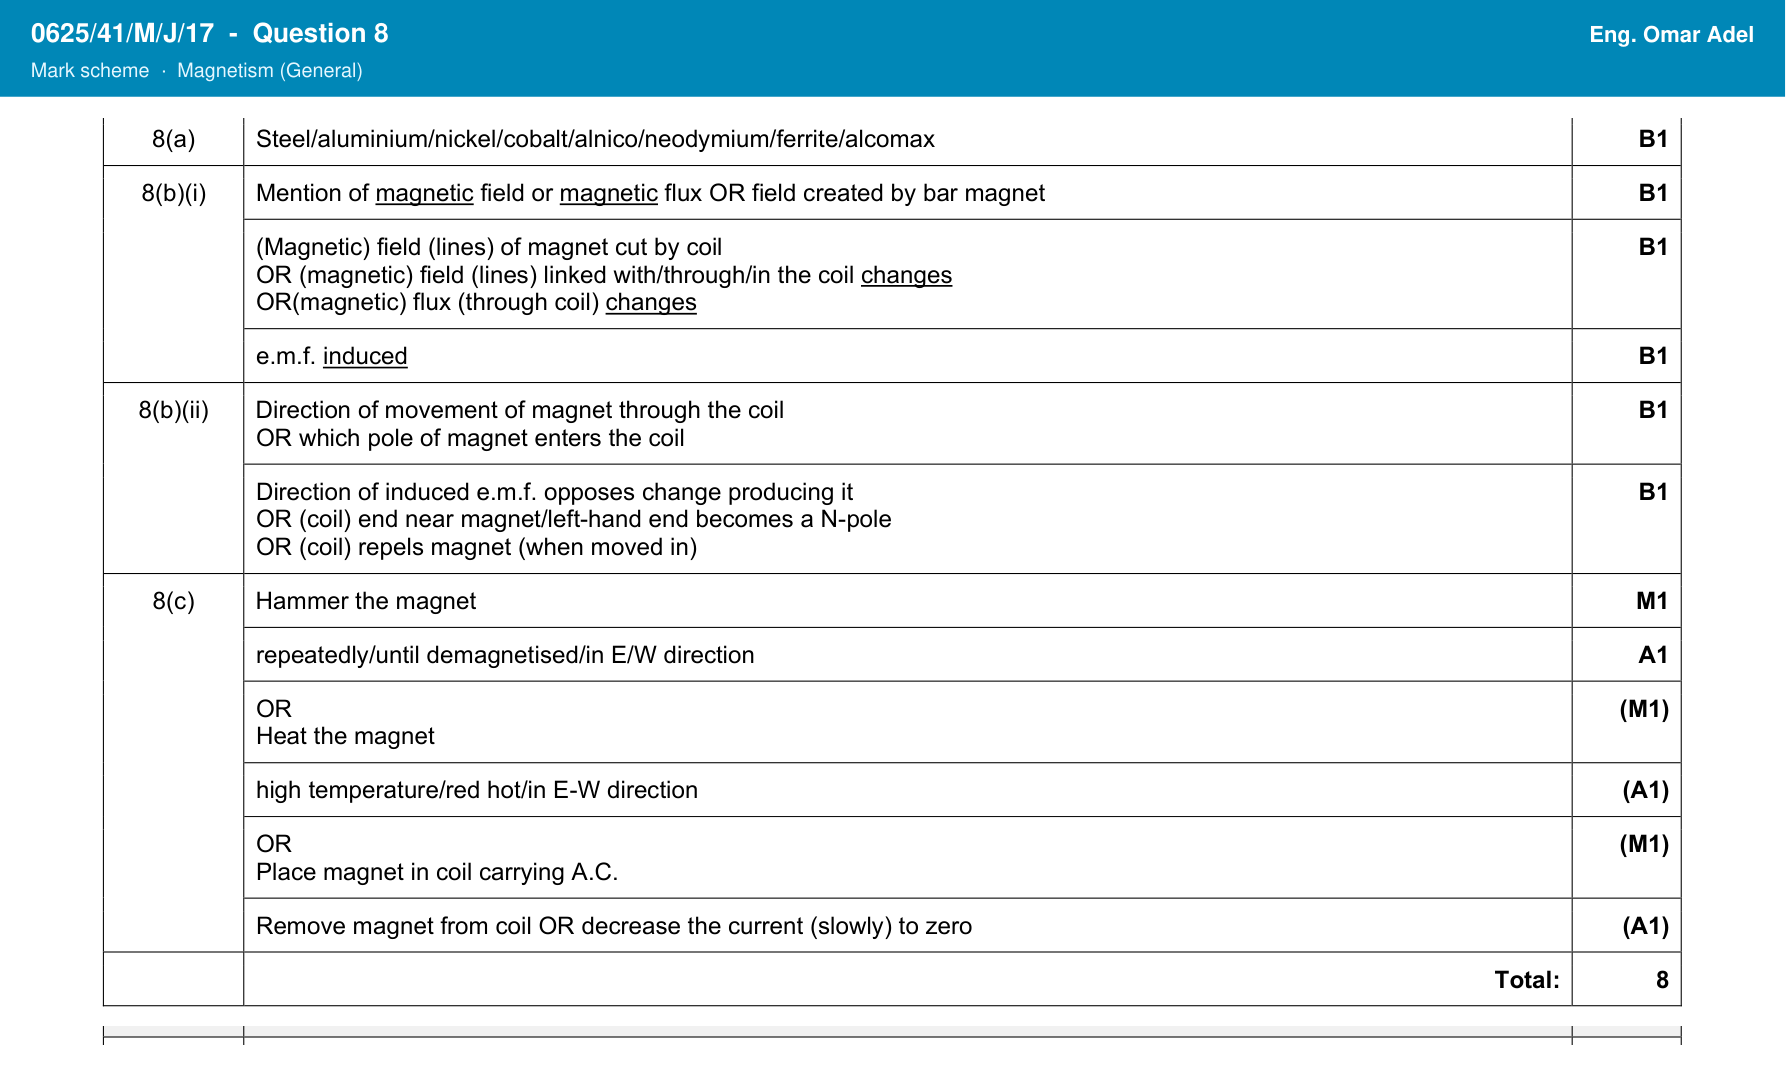 0625/41/M/J/17 - Question 8
Eng. Omar Adel
Mark scheme · Magnetism (General)
8(a) Steel/aluminium/nickel/cobalt/alnico/neodymium/ferrite/alcomax B1
8(b)(i) Mention of magnetic field or magnetic flux OR field created by bar magnet B1
(Magnetic) field (lines) of magnet cut by coil B1
OR (magnetic) field (lines) linked with/through/in the coil changes
OR(magnetic) flux (through coil) changes
e.m.f. induced B1
8(b)(ii) Direction of movement of magnet through the coil B1
OR which pole of magnet enters the coil
Direction of induced e.m.f. opposes change producing it B1
OR (coil) end near magnet/left-hand end becomes a N-pole
OR (coil) repels magnet (when moved in)
8(c) Hammer the magnet M1
repeatedly/until demagnetised/in E/W direction A1
OR (M1)
Heat the magnet
high temperature/red hot/in E-W direction (A1)
OR (M1)
Place magnet in coil carrying A.C.
Remove magnet from coil OR decrease the current (slowly) to zero (A1)
Total: 8